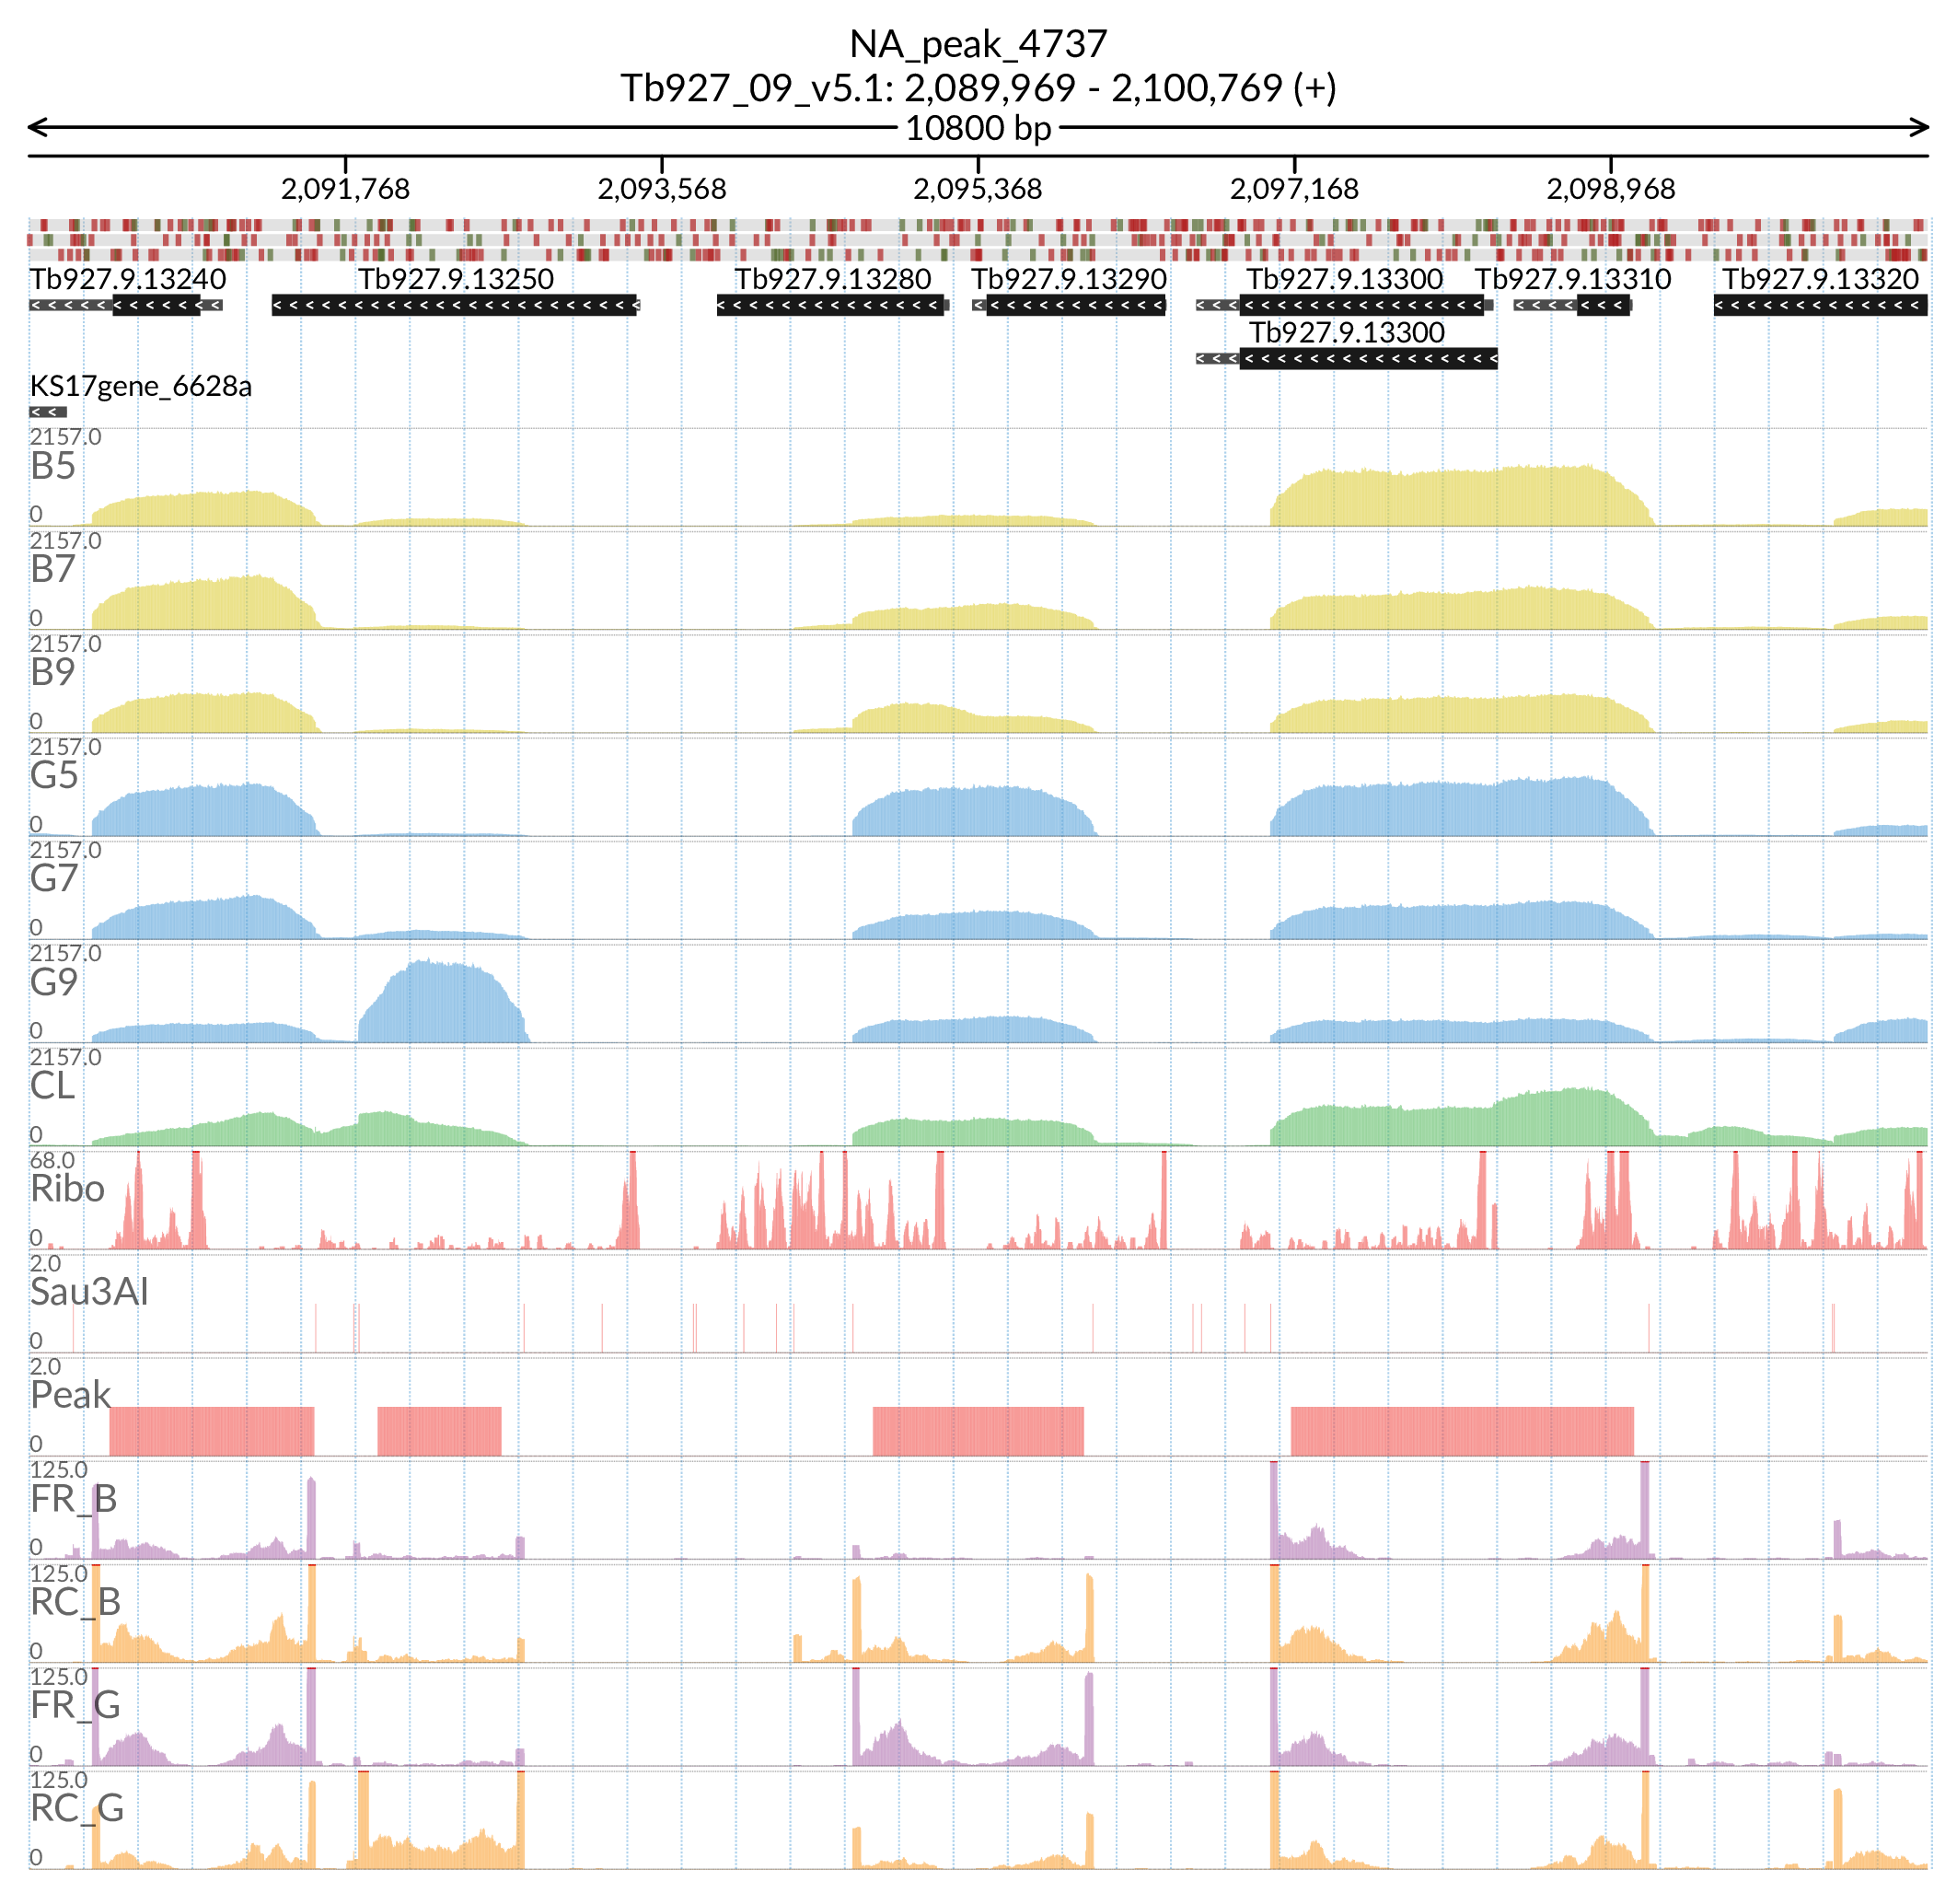 NA_peak_4737
Tb927_09_v5.1: 2,089,969 - 2,100,769 (+)
10800 bp
2,091,768 2,093,568 2,095,368 2,097,168 2,098,968
Tb927.9.13240 Tb927.9.13250 Tb927.9.13280 Tb927.9.13290 Tb927.9.13300 Tb927.9.13310 Tb927.9.13320
Tb927.9.13300
KS17gene_6628a
2157.0
B5
0
2157.0
B7
0
2157.0
B9
0
2157.0
G5
0
2157.0
G7
0
2157.0
G9
0
2157.0
CL
0
68.0
Ribo
0
2.0
Sau3AI
0
2.0
Peak
0
125.0
FR_B
0
125.0
RC_B
0
125.0
FR_G
0
125.0
RC_G
0